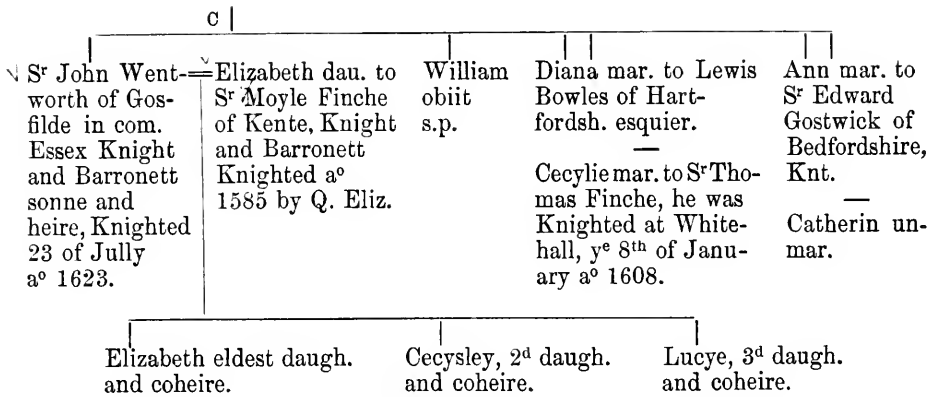 C
Sʳ John Went-
worth of Gos-
filde in com.
Essex Knight
and Barronett
sonne and
heire, Knighted
23 of Jully
aº 1623.
Elizabeth dau. to
Sʳ Moyle Finche
of Kente, Knight
and Barronett
Knighted aº
1585 by Q. Eliz.
William
obiit
s.p.
Diana mar. to Lewis
Bowles of Hart-
fordsh. esquier.
—
Cecylie mar. to Sʳ Tho-
mas Finche, he was
Knighted at White-
hall, yᵉ 8ᵗʰ of Janu-
ary aº 1608.
Ann mar. to
Sʳ Edward
Gostwick of
Bedfordshire,
Knt.
—
Catherin un-
mar.
Elizabeth eldest daugh.
and coheire.
Cecysley, 2ᵈ daugh.
and coheire.
Lucye, 3ᵈ daugh.
and coheire.